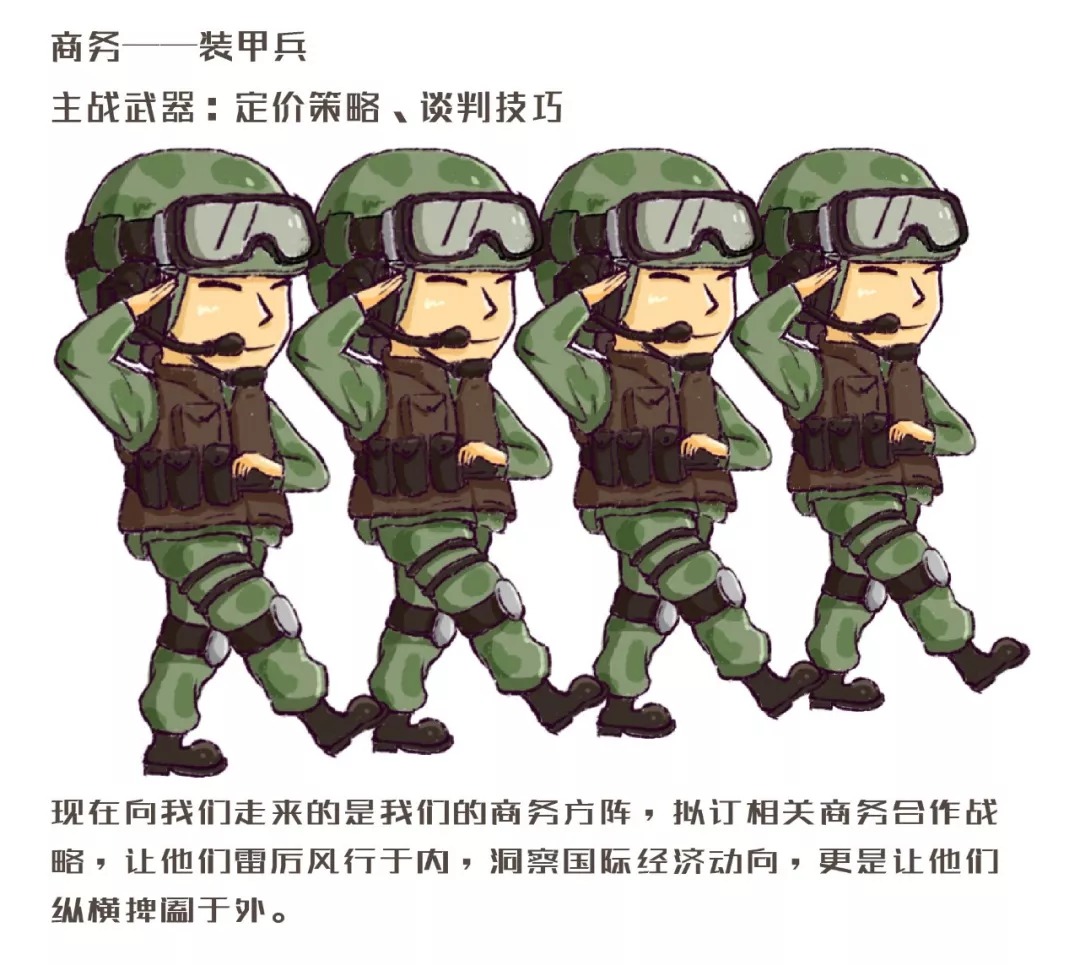 商务——装甲兵
主战武器：定价策略、谈判技巧
现在向我们走来的是我们的商务方阵，拟订相关商务合作战
略，让他们雷厉风行于内，洞察国际经济动向，更是让他们
纵横捭阖于外。